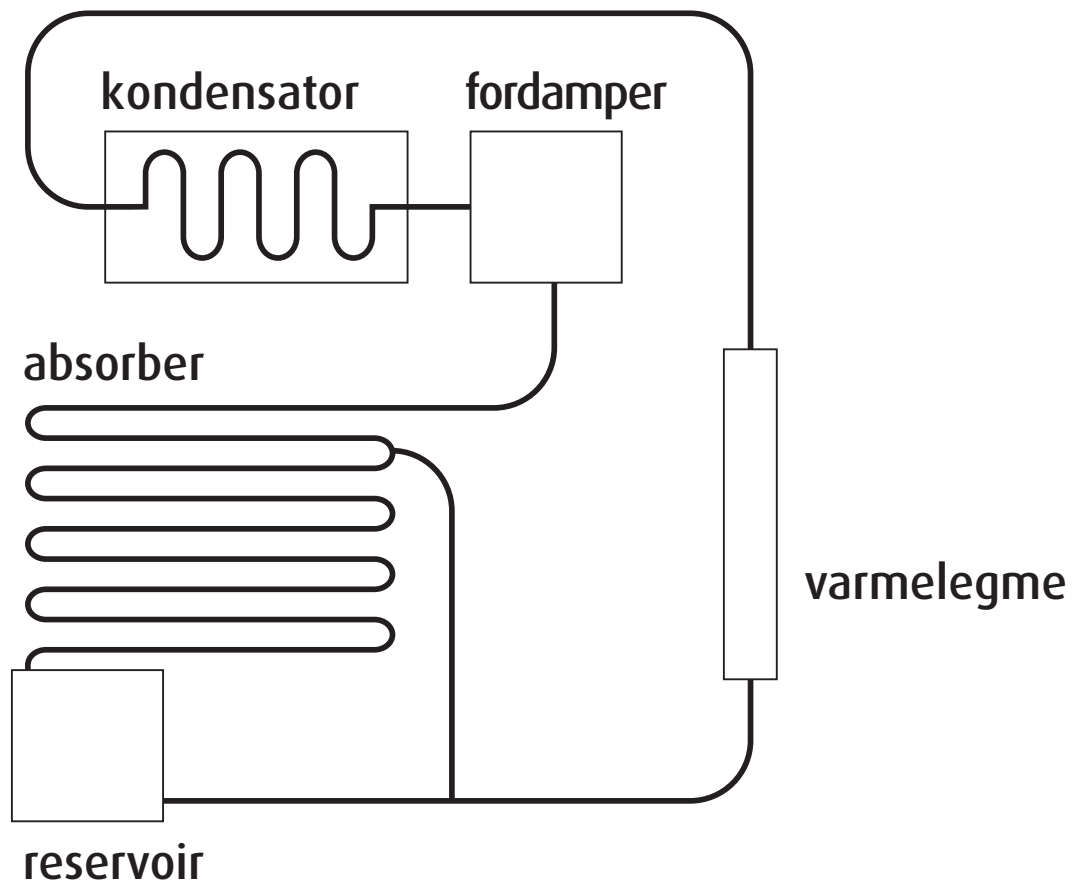 kondensator
fordamper
absorber
varmelegme
reservoir